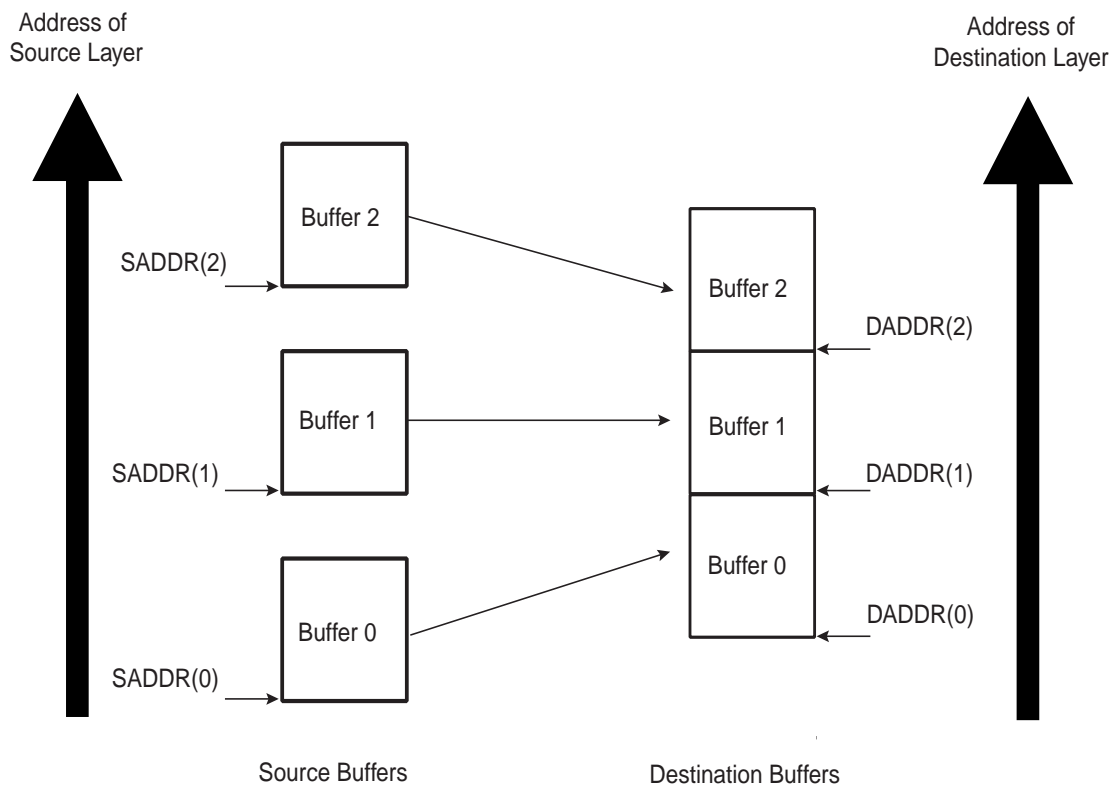 Address of
Source Layer
Address of
Destination Layer
Buffer 2
SADDR(2)
Buffer 2
DADDR(2)
Buffer 1
Buffer 1
SADDR(1)
DADDR(1)
Buffer 0
Buffer 0
DADDR(0)
SADDR(0)
Source Buffers
Destination Buffers